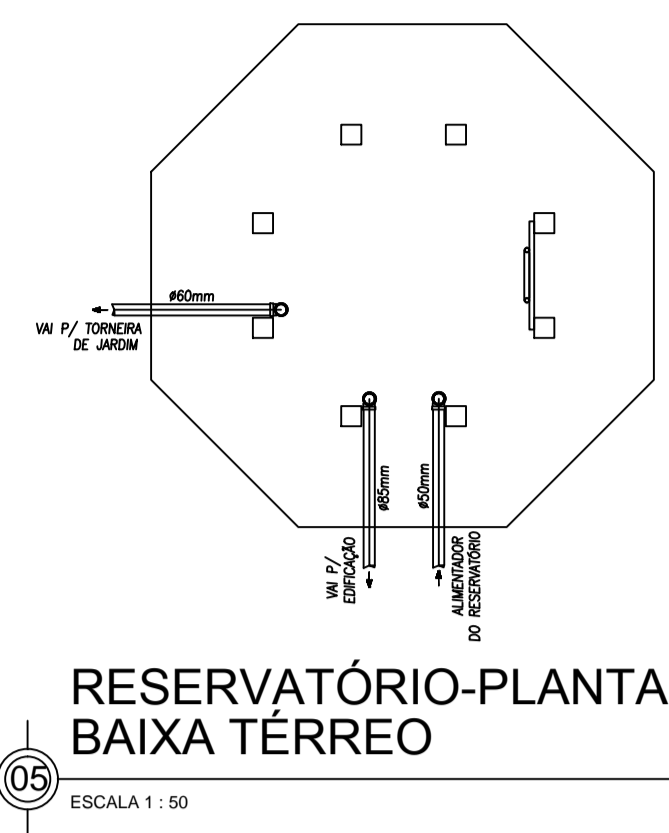 ø60mm
VAI P/ TORNEIRA
DE JARDIM
ø85mm
ø50mm
VAI P/
EDIFICAÇÃO
ALIMENTADOR
DO RESERVATÓRIO
RESERVATÓRIO-PLANTA
BAIXA TÉRREO
05
ESCALA 1 : 50